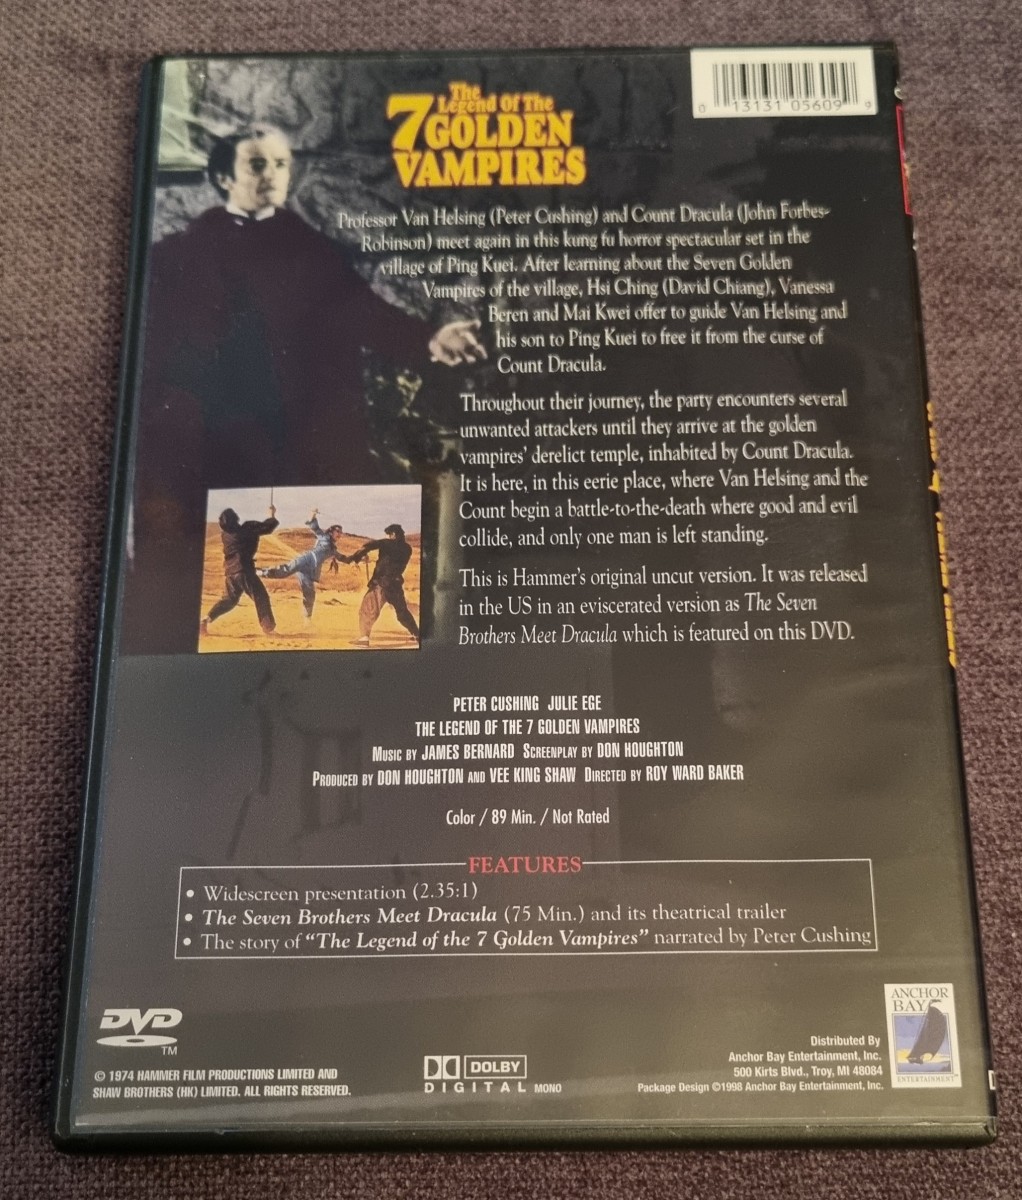 The
Legend Of The
7 GOLDEN
VAMPIRES
0 13131 05609 9
Professor Van Helsing (Peter Cushing) and Count Dracula (John Forbes-
Robinson) meet again in this kung fu horror spectacular set in the
village of Ping Kuei. After learning about the Seven Golden
Vampires of the village, Hsi Ching (David Chiang), Vanessa
Beren and Mai Kwei offer to guide Van Helsing and
his son to Ping Kuei to free it from the curse of
Count Dracula.
Throughout their journey, the party encounters several
unwanted attackers until they arrive at the golden
vampires' derelict temple, inhabited by Count Dracula.
It is here, in this eerie place, where Van Helsing and the
Count begin a battle-to-the-death where good and evil
collide, and only one man is left standing.
This is Hammer's original uncut version. It was released
in the US in an eviscerated version as The Seven
Brothers Meet Dracula which is featured on this DVD.
PETER CUSHING JULIE EGE
THE LEGEND OF THE 7 GOLDEN VAMPIRES
MUSIC BY JAMES BERNARD SCREENPLAY BY DON HOUGHTON
PRODUCED BY DON HOUGHTON AND VEE KING SHAW DIRECTED BY ROY WARD BAKER
Color / 89 Min. / Not Rated
FEATURES
• Widescreen presentation (2.35:1)
• The Seven Brothers Meet Dracula (75 Min.) and its theatrical trailer
• The story of "The Legend of the 7 Golden Vampires" narrated by Peter Cushing
DVD
TM
© 1974 HAMMER FILM PRODUCTIONS LIMITED AND
SHAW BROTHERS (HK) LIMITED. ALL RIGHTS RESERVED.
DOLBY
DIGITAL MONO
Distributed By
Anchor Bay Entertainment, Inc.
500 Kirts Blvd., Troy, MI 48084
Package Design ©1998 Anchor Bay Entertainment, Inc.
ANCHOR
BAY
ENTERTAINMENT